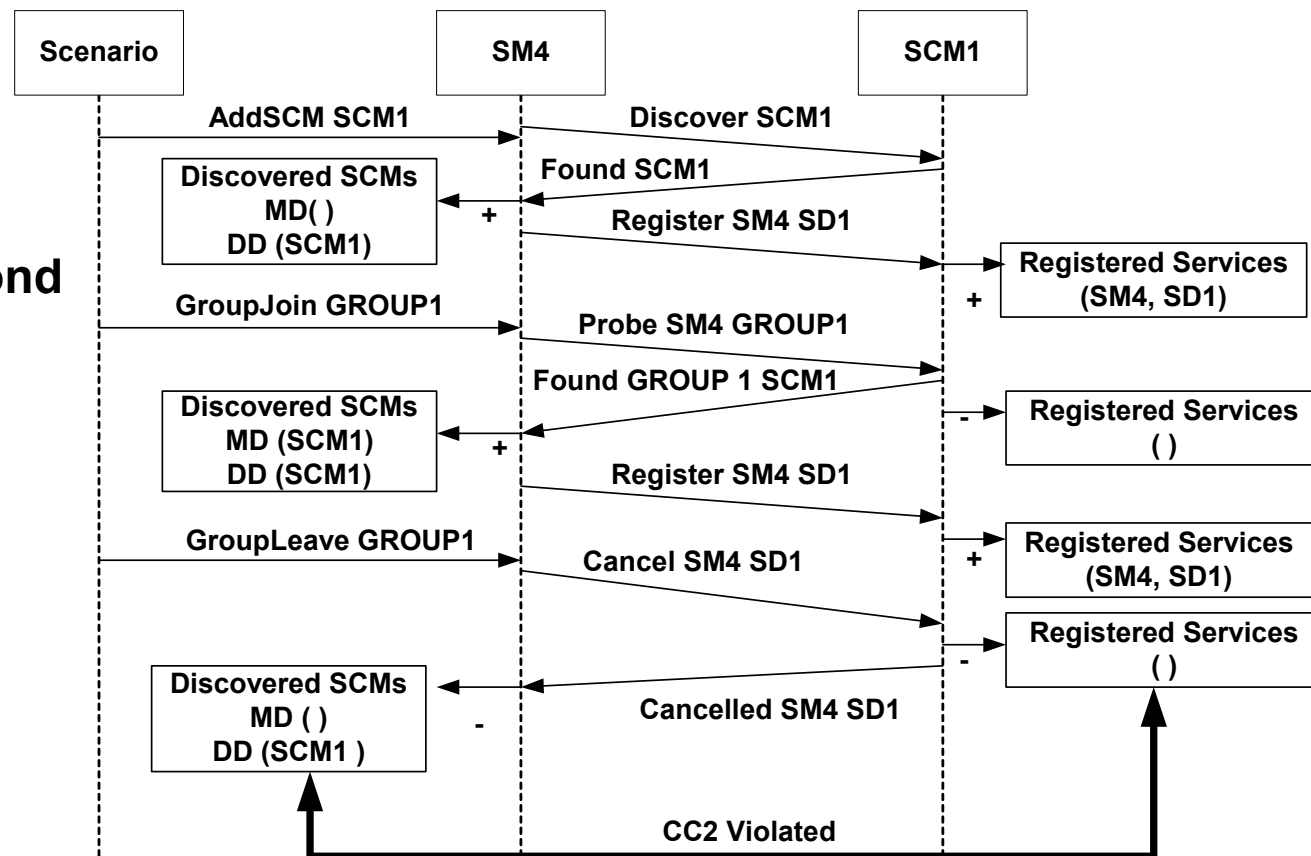 Scenario
SM4
SCM1
AddSCM SCM1
Discover SCM1
Found SCM1
Discovered SCMs
MD( )
DD (SCM1)
+
Register SM4 SD1
Registered Services
(SM4, SD1)
+
ond
GroupJoin GROUP1
Probe SM4 GROUP1
Found GROUP 1 SCM1
Discovered SCMs
MD (SCM1)
DD (SCM1)
+
-
Registered Services
( )
Register SM4 SD1
GroupLeave GROUP1
Cancel SM4 SD1
+
Registered Services
(SM4, SD1)
Registered Services
( )
-
Discovered SCMs
MD ( )
DD (SCM1 )
-
Cancelled SM4 SD1
CC2 Violated